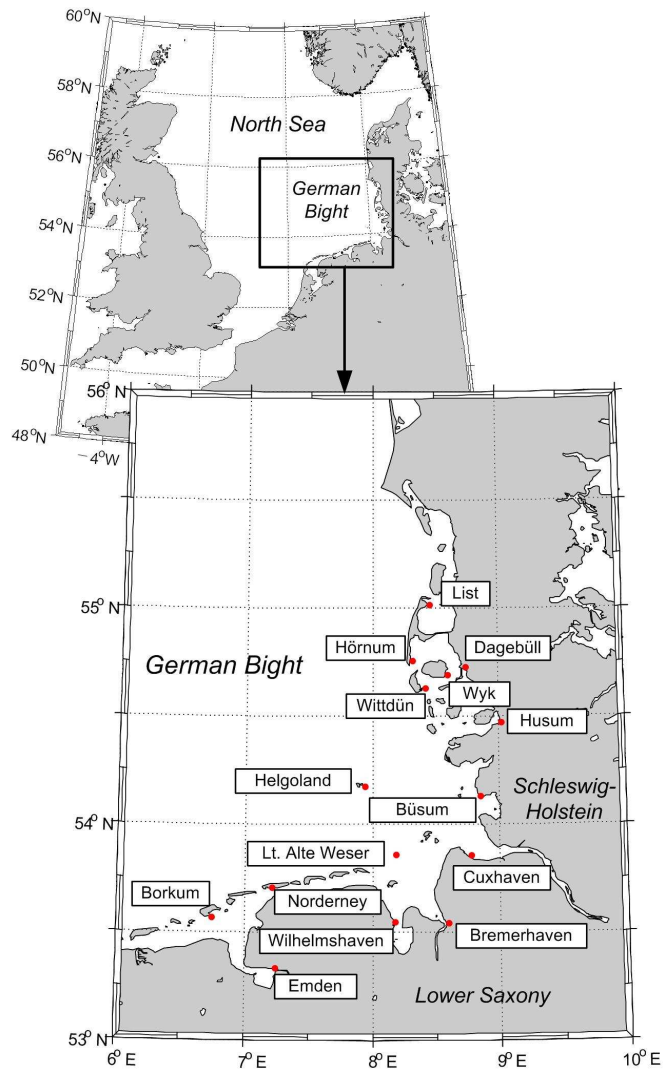 60°N
58°N
North Sea
56°N
German
Bight
54°N
52°N
50°N
56° N
48°N
−4°W
List
55° N
Hörnum
Dagebüll
German Bight
Wyk
Wittdün
Husum
Helgoland
Schleswig-
Holstein
Büsum
54° N
Lt. Alte Weser
Cuxhaven
Borkum
Norderney
Wilhelmshaven
Bremerhaven
Emden
Lower Saxony
53° N
6° E
7° E
8° E
9° E
10° E